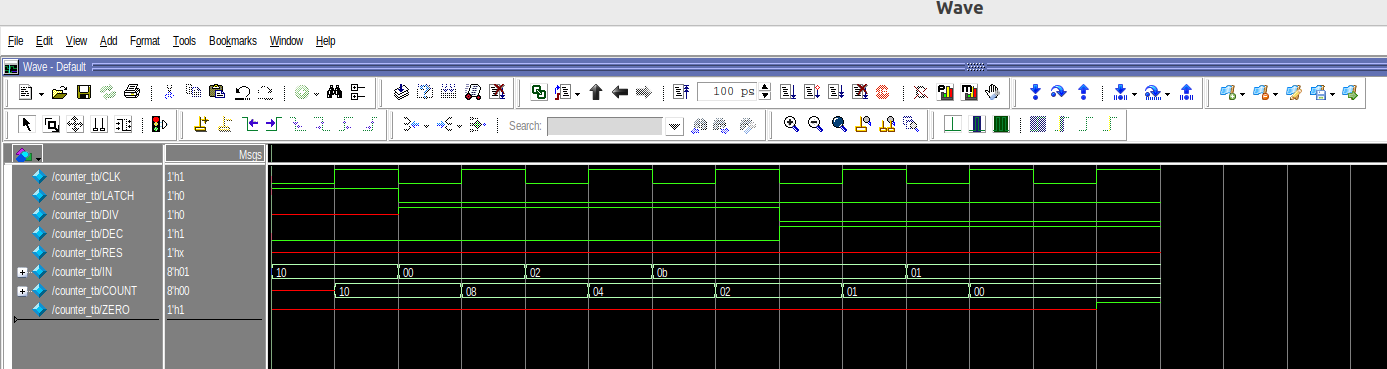 Wave
File Edit View Add Format Tools Bookmarks Window Help
Wave - Default
100 ps
Search:
Msgs
/counter_tb/CLK 1'h1
/counter_tb/LATCH 1'h0
/counter_tb/DIV 1'h0
/counter_tb/DEC 1'h1
/counter_tb/RES 1'hx
/counter_tb/IN 8'h01 10 00 02 0b 01
/counter_tb/COUNT 8'h00 10 08 04 02 01 00
/counter_tb/ZERO 1'h1